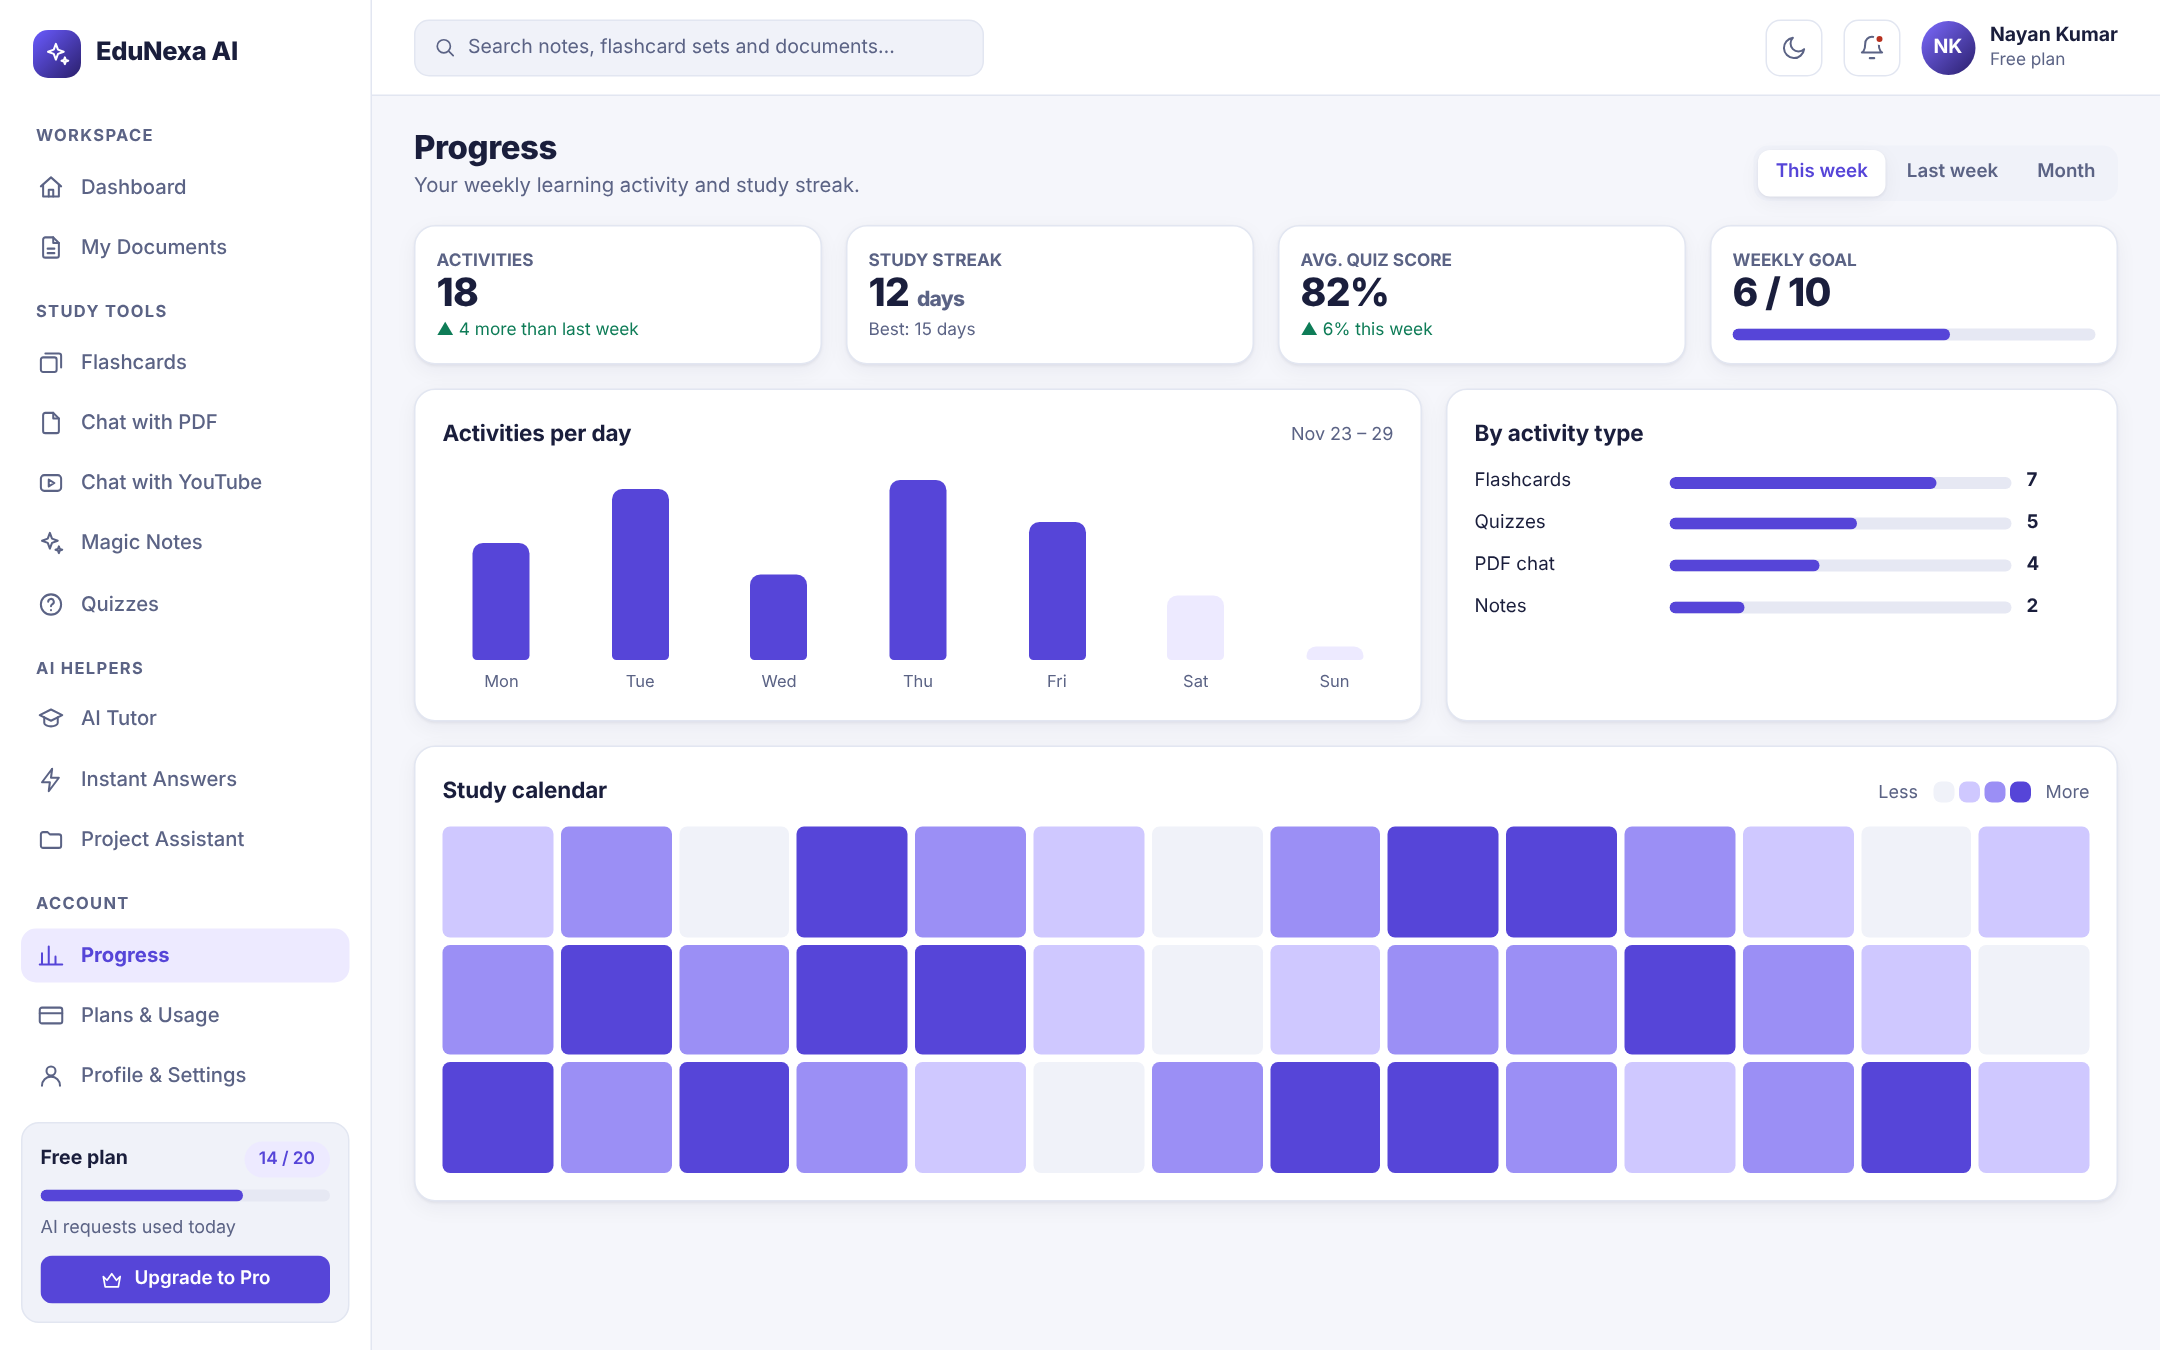 EduNexa AI
WORKSPACE
Dashboard
My Documents
STUDY TOOLS
Flashcards
Chat with PDF
Chat with YouTube
Magic Notes
Quizzes
AI HELPERS
AI Tutor
Instant Answers
Project Assistant
ACCOUNT
Progress
Plans & Usage
Profile & Settings
Free plan
14 / 20
AI requests used today
Upgrade to Pro
Search notes, flashcard sets and documents...
NK
Nayan Kumar
Free plan
Progress
Your weekly learning activity and study streak.
This week
Last week
Month
ACTIVITIES
18
▲ 4 more than last week
STUDY STREAK
12 days
Best: 15 days
AVG. QUIZ SCORE
82%
▲ 6% this week
WEEKLY GOAL
6 / 10
Activities per day
Nov 23 – 29
Mon
Tue
Wed
Thu
Fri
Sat
Sun
By activity type
Flashcards 7
Quizzes 5
PDF chat 4
Notes 2
Study calendar
Less
More